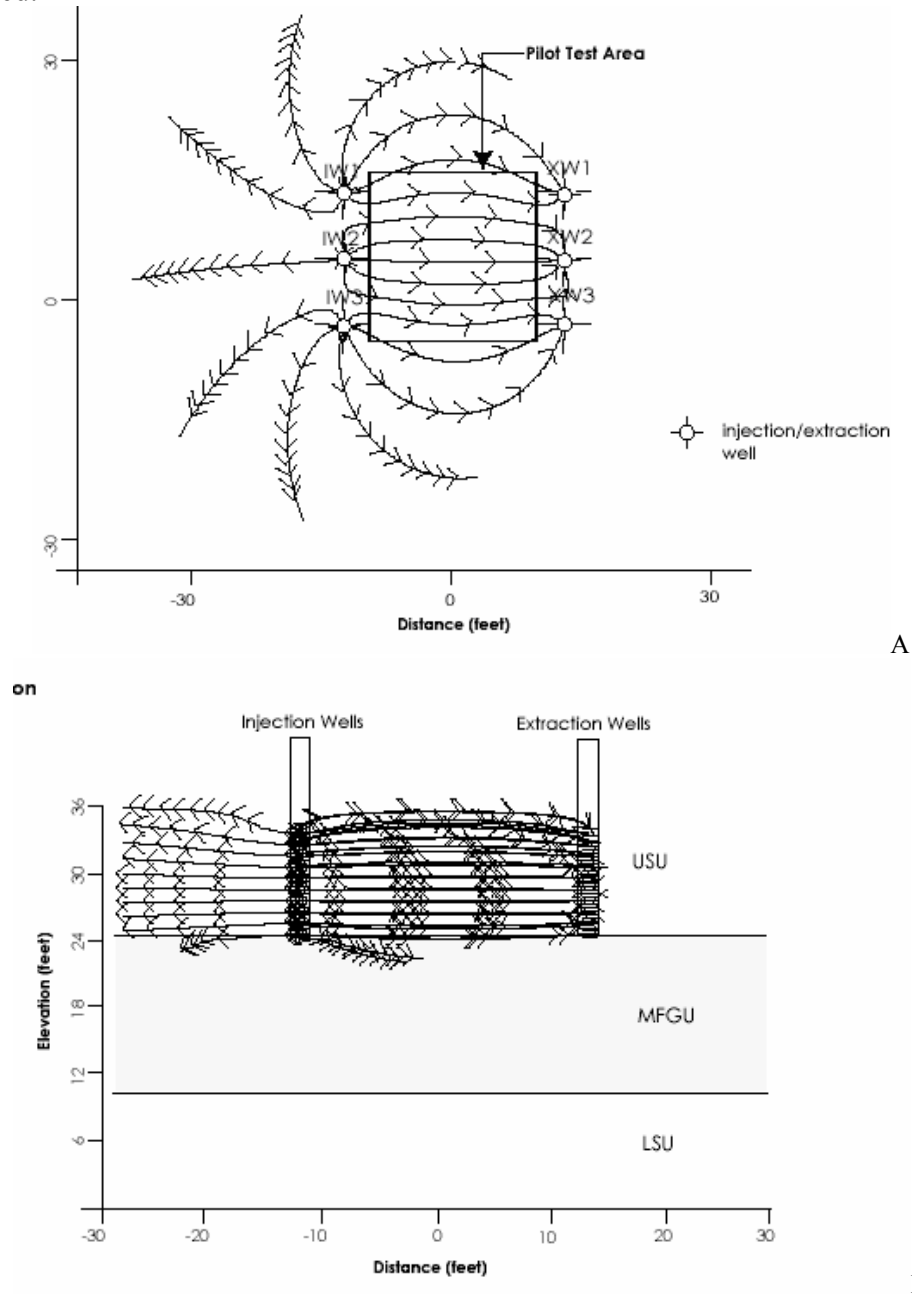 30
Pilot Test Area
IW1
XW1
IW2
XW2
0
IW3
XW3
injection/extraction
well
-30
-30
0
30
Distance (feet)
A
on
Injection Wells
Extraction Wells
36
USU
30
24
Elevation (feet)
18
MFGU
12
6
LSU
-30
-20
-10
0
10
20
30
Distance (feet)